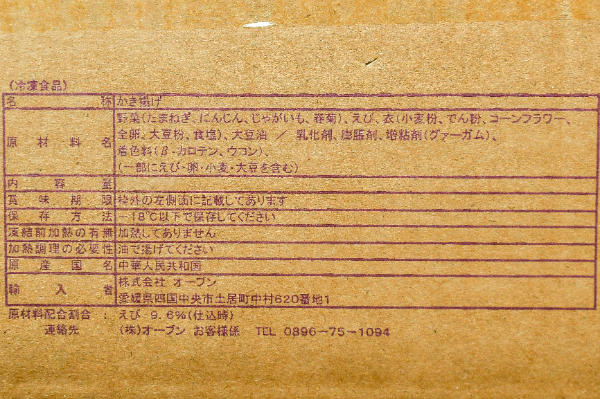 (冷凍食品)
名 称 かき揚げ
原 材 料 名 野菜(たまねぎ、にんじん、じゃがいも、春菊)、えび、衣(小麦粉、でん粉、コーンフラワー、
全卵、大豆粉、食塩)、大豆油 / 乳化剤、膨脹剤、増粘剤(グァーガム)、
着色料(β-カロテン、ウコン)、
(一部にえび・卵・小麦・大豆を含む)
内 容 量
賞 味 期 限 枠外の左側面に記載してあります
保 存 方 法 -18℃以下で保存してください
凍結前加熱の有無 加熱してありません
加熱調理の必要性 油で揚げてください
原 産 国 名 中華人民共和国
輸 入 者 株式会社 オーブン
愛媛県四国中央市土居町中村620番地1
原材料配合割合 : えび 9.6%(仕込時)
連絡先 : (株)オーブン お客様係 TEL 0896-75-1094